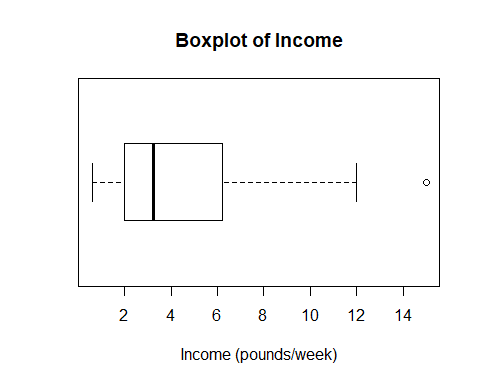 Boxplot of Income
2 4 6 8 10 12 14
Income (pounds/week)